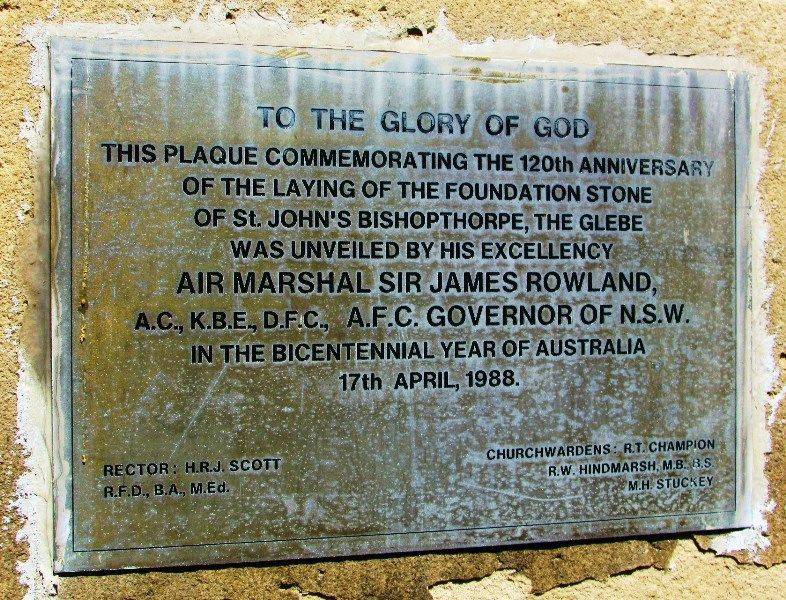 TO THE GLORY OF GOD
THIS PLAQUE COMMEMORATING THE 120th ANNIVERSARY
OF THE LAYING OF THE FOUNDATION STONE
OF St. JOHN'S BISHOPTHORPE, THE GLEBE
WAS UNVEILED BY HIS EXCELLENCY
AIR MARSHAL SIR JAMES ROWLAND,
A.C., K.B.E., D.F.C., A.F.C. GOVERNOR OF N.S.W.
IN THE BICENTENNIAL YEAR OF AUSTRALIA
17th APRIL, 1988.
RECTOR: H.R.J. SCOTT
R.F.D., B.A., M.Ed.
CHURCHWARDENS: R.T. CHAMPION
R.W. HINDMARSH, M.B. B.S.
M.H. STUCKEY